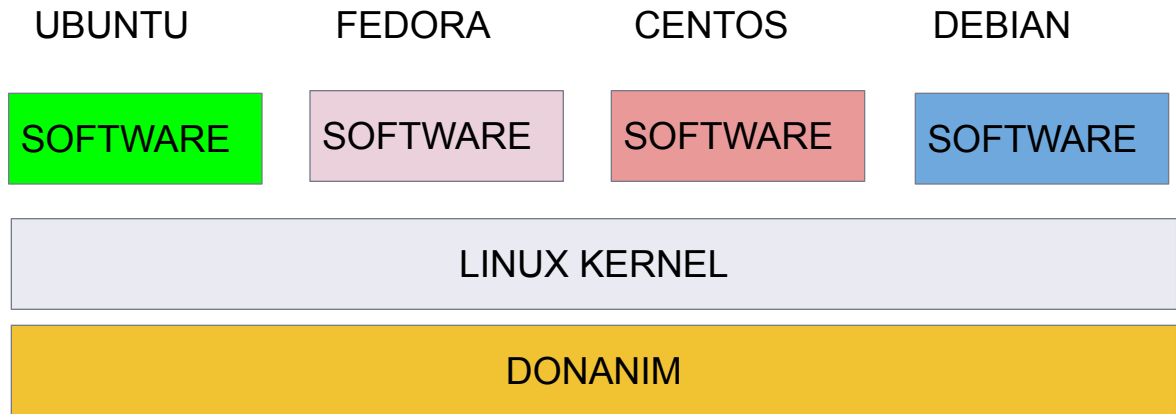 UBUNTU FEDORA CENTOS DEBIAN
SOFTWARE SOFTWARE SOFTWARE SOFTWARE
LINUX KERNEL
DONANIM